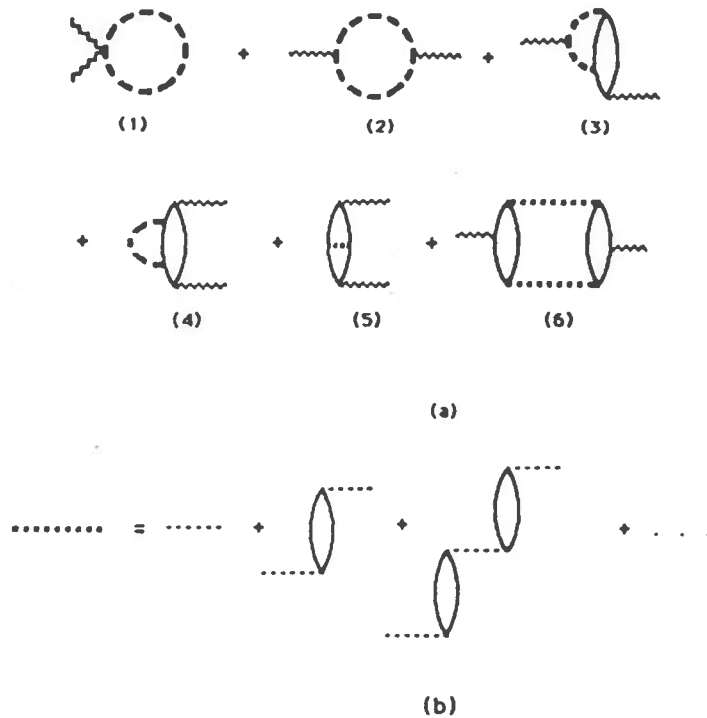 + +
(1) (2) (3)
+ + +
(4) (5) (6)
(a)
= + + + . . .
(b)